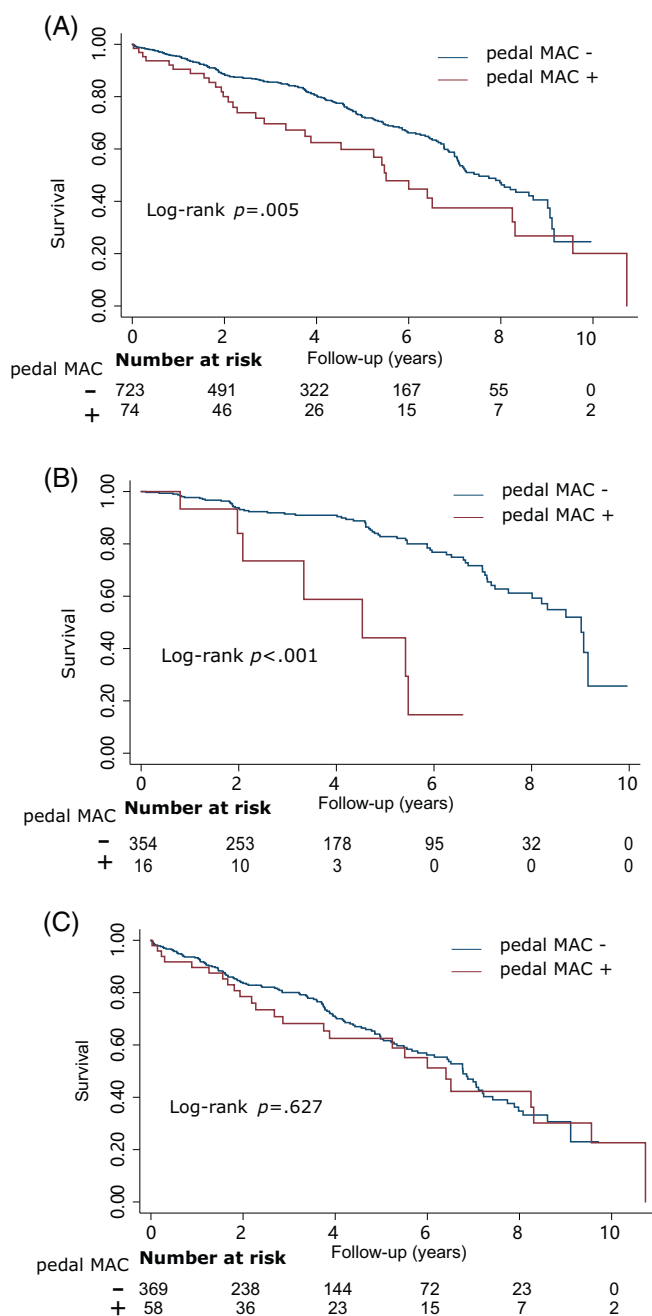 (A)
1.00
0.80
0.60
0.40
0.20
0.00
Survival
pedal MAC -
pedal MAC +
Log-rank p=.005
0 2 4 6 8 10
Number at risk Follow-up (years)
pedal MAC
- 723 491 322 167 55 0
+ 74 46 26 15 7 2
(B)
1.00
0.80
0.60
0.40
0.20
0.00
Survival
pedal MAC -
pedal MAC +
Log-rank p<.001
0 2 4 6 8 10
Number at risk Follow-up (years)
pedal MAC
- 354 253 178 95 32 0
+ 16 10 3 0 0 0
(C)
1.00
0.80
0.60
0.40
0.20
0.00
Survival
pedal MAC -
pedal MAC +
Log-rank p=.627
0 2 4 6 8 10
Number at risk Follow-up (years)
pedal MAC
- 369 238 144 72 23 0
+ 58 36 23 15 7 2